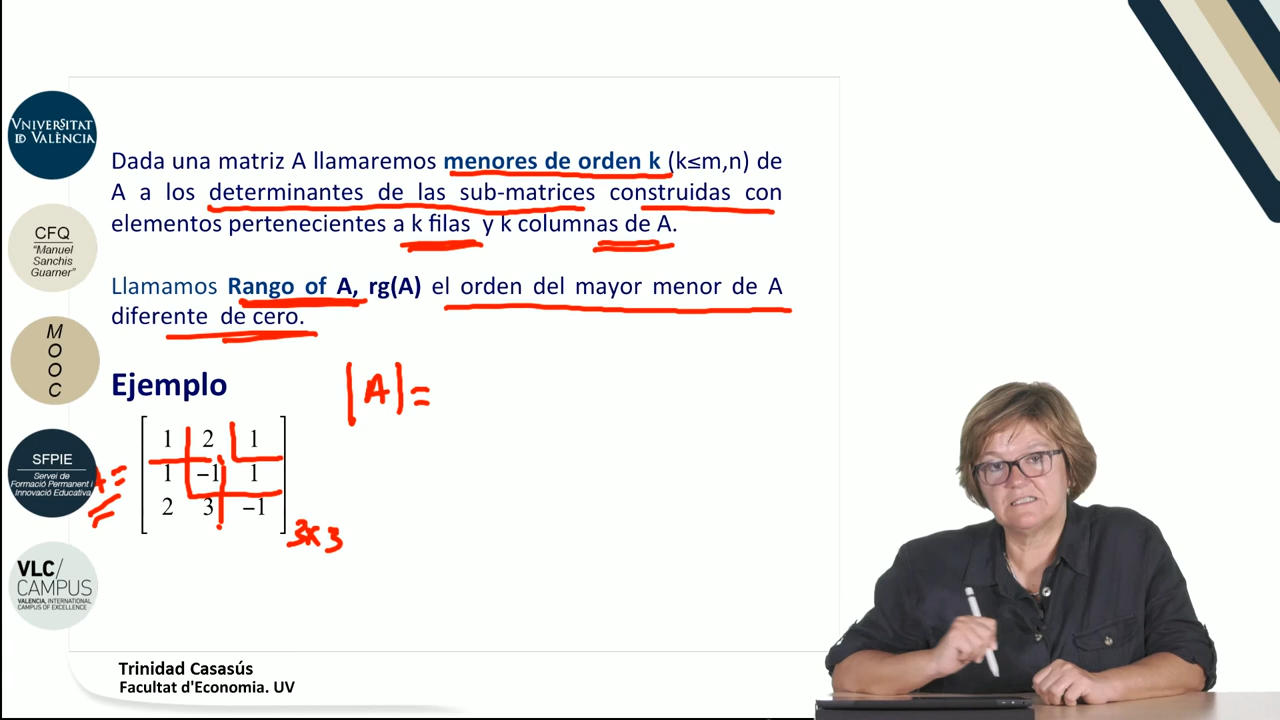 VNIVERSITAT
ID VALÈNCIA
CFQ
"Manuel
Sanchis
Guarner"
M
O
O
C
SFPIE
Servei de
Formació Permanent i
Innovació Educativa
VLC/
CAMPUS
VALENCIA, INTERNATIONAL
CAMPUS OF EXCELLENCE
Dada una matriz A llamaremos menores de orden k (k≤m,n) de
A a los determinantes de las sub-matrices construidas con
elementos pertenecientes a k filas y k columnas de A.
Llamamos Rango of A, rg(A) el orden del mayor menor de A
diferente de cero.
Ejemplo
|A|=
1 2 1
1 -1 1
2 3 -1
3x3
Trinidad Casasús
Facultat d'Economia. UV